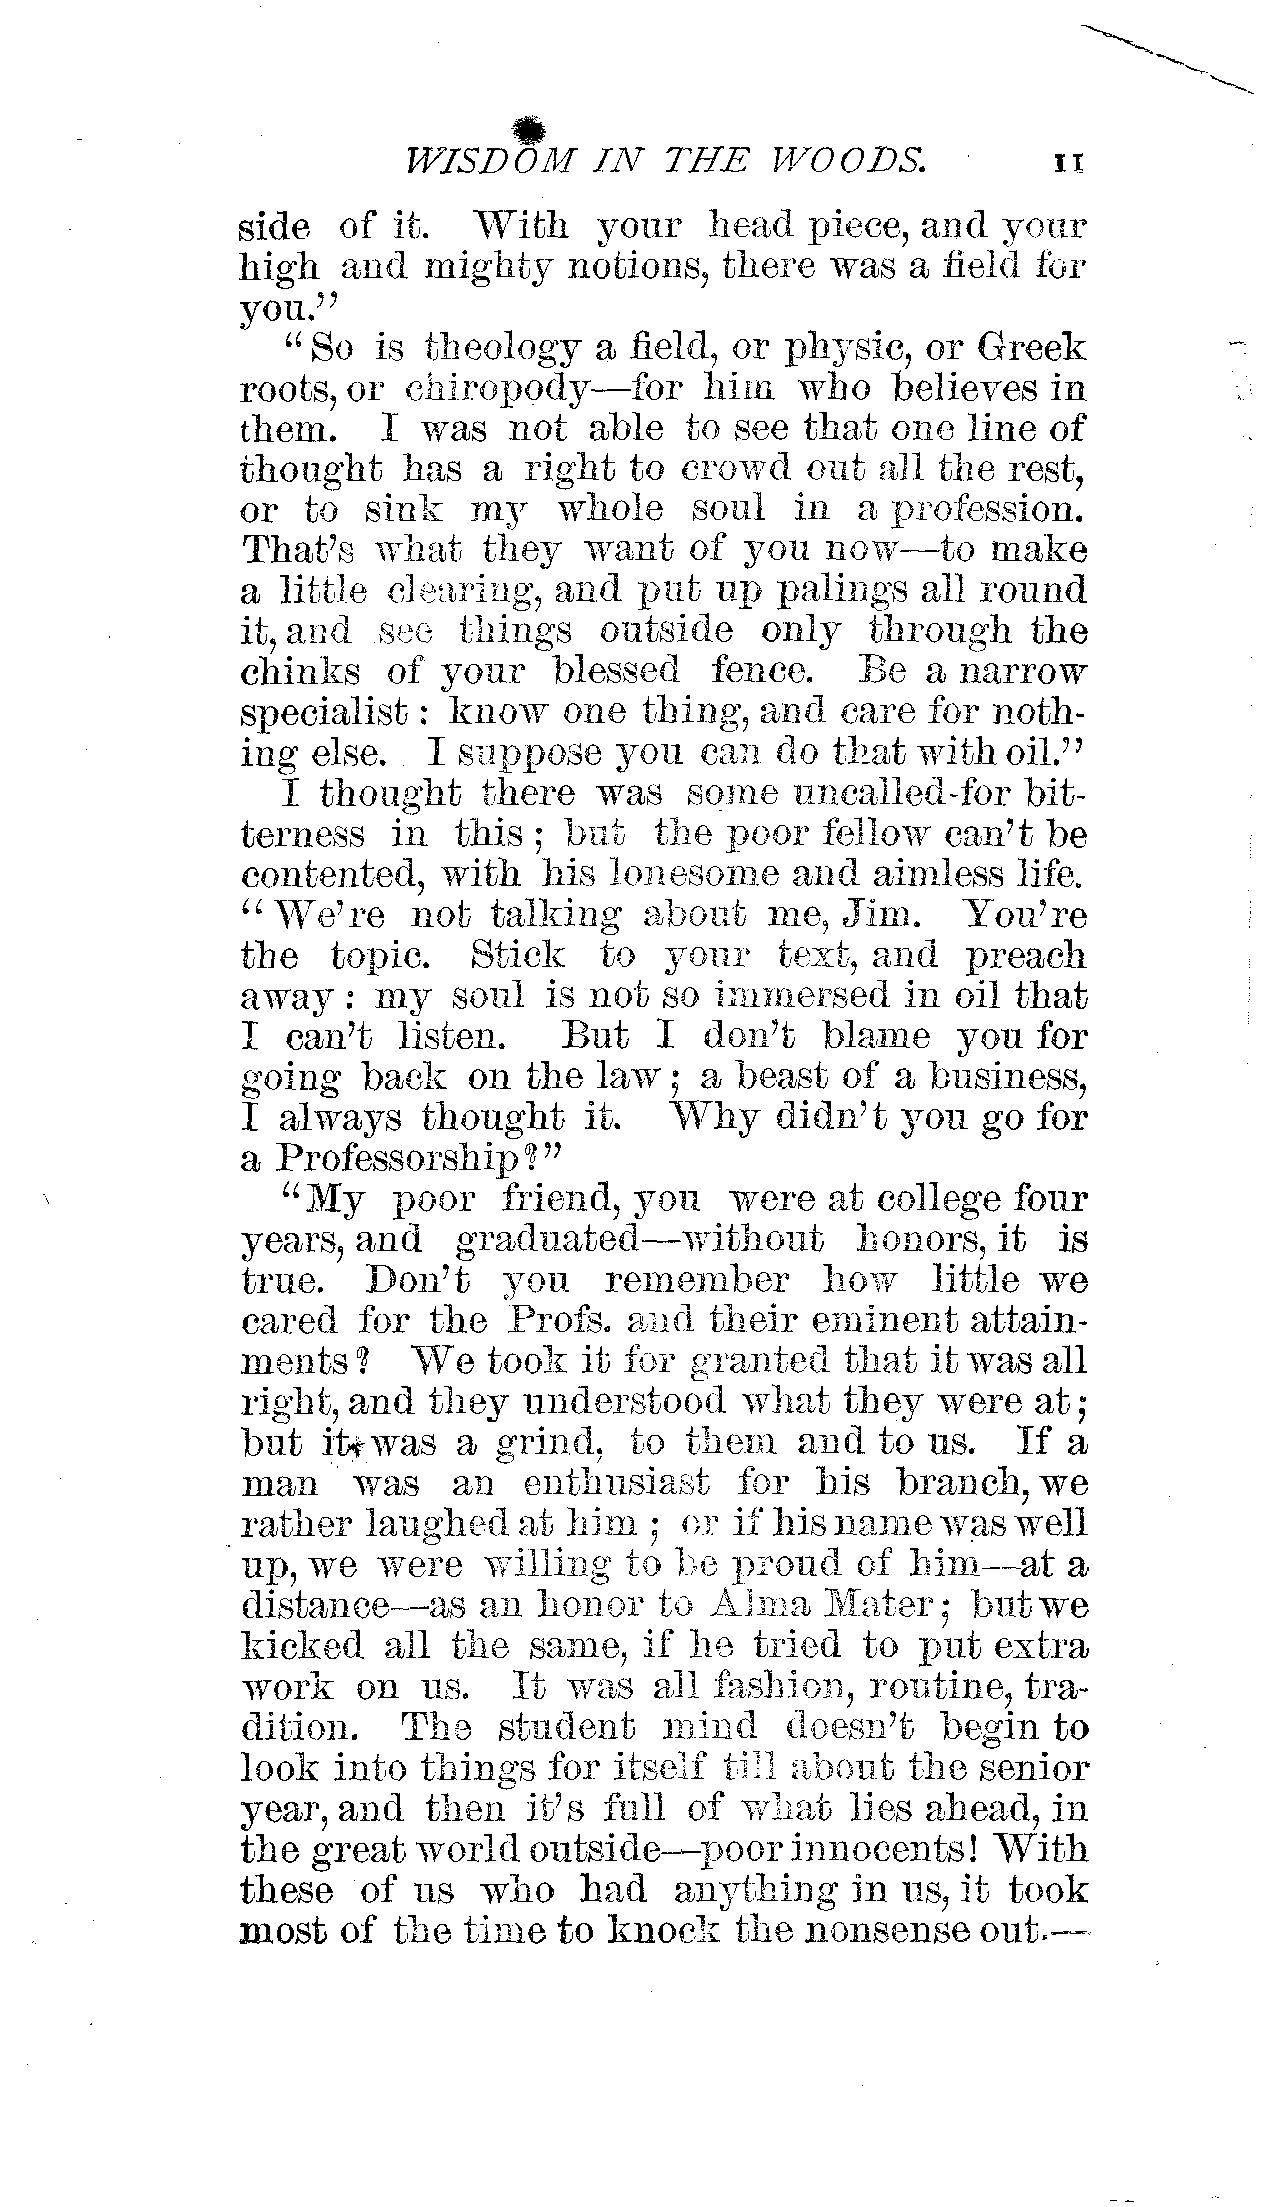 WISDOM IN THE WOODS. 11
side of it. With your head piece, and your
high and mighty notions, there was a field for
you."
"So is theology a field, or physic, or Greek
roots, or chiropody—for him who believes in
them. I was not able to see that one line of
thought has a right to crowd out all the rest,
or to sink my whole soul in a profession.
That's what they want of you now—to make
a little clearing, and put up palings all round
it, and see things outside only through the
chinks of your blessed fence. Be a narrow
specialist: know one thing, and care for noth-
ing else. I suppose you can do that with oil."
I thought there was some uncalled-for bit-
terness in this; but the poor fellow can't be
contented, with his lonesome and aimless life.
"We're not talking about me, Jim. You're
the topic. Stick to your text, and preach
away: my soul is not so immersed in oil that
I can't listen. But I don't blame you for
going back on the law; a beast of a business,
I always thought it. Why didn't you go for
a Professorship?"
"My poor friend, you were at college four
years, and graduated—without honors, it is
true. Don't you remember how little we
cared for the Profs. and their eminent attain-
ments? We took it for granted that it was all
right, and they understood what they were at;
but it was a grind, to them and to us. If a
man was an enthusiast for his branch, we
rather laughed at him; or if his name was well
up, we were willing to be proud of him—at a
distance—as an honor to Alma Mater; but we
kicked all the same, if he tried to put extra
work on us. It was all fashion, routine, tra-
dition. The student mind doesn't begin to
look into things for itself till about the senior
year, and then it's full of what lies ahead, in
the great world outside—poor innocents! With
these of us who had anything in us, it took
most of the time to knock the nonsense out.—